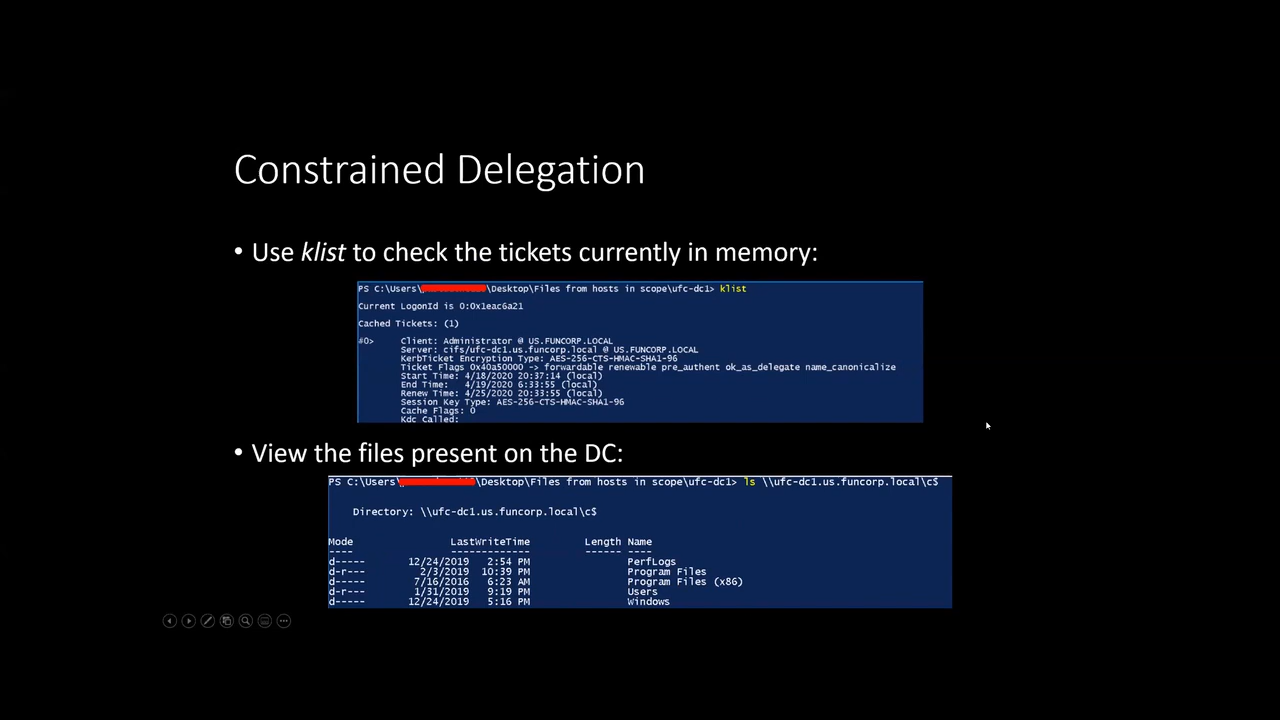 Constrained Delegation
• Use klist to check the tickets currently in memory:
PS C:\Users\ \Desktop\Files from hosts in scope\ufc-dc1> klist
Current LogonId is 0:0x1eac6a21
Cached Tickets: (1)
#0> Client: Administrator @ US.FUNCORP.LOCAL
Server: cifs/ufc-dc1.us.funcorp.local @ US.FUNCORP.LOCAL
KerbTicket Encryption Type: AES-256-CTS-HMAC-SHA1-96
Ticket Flags 0x40a50000 -> forwardable renewable pre_authent ok_as_delegate name_canonicalize
Start Time: 4/18/2020 20:37:14 (local)
End Time: 4/19/2020 6:33:55 (local)
Renew Time: 4/25/2020 20:33:55 (local)
Session Key Type: AES-256-CTS-HMAC-SHA1-96
Cache Flags: 0
Kdc Called:
• View the files present on the DC:
PS C:\Users\ \Desktop\Files from hosts in scope\ufc-dc1> ls \\ufc-dc1.us.funcorp.local\c$
Directory: \\ufc-dc1.us.funcorp.local\c$
Mode LastWriteTime Length Name
---- ------------- ------ ----
d----- 12/24/2019 2:54 PM PerfLogs
d-r--- 2/3/2019 10:39 PM Program Files
d----- 7/16/2016 6:23 AM Program Files (x86)
d-r--- 1/31/2019 9:19 PM Users
d----- 12/24/2019 5:16 PM Windows